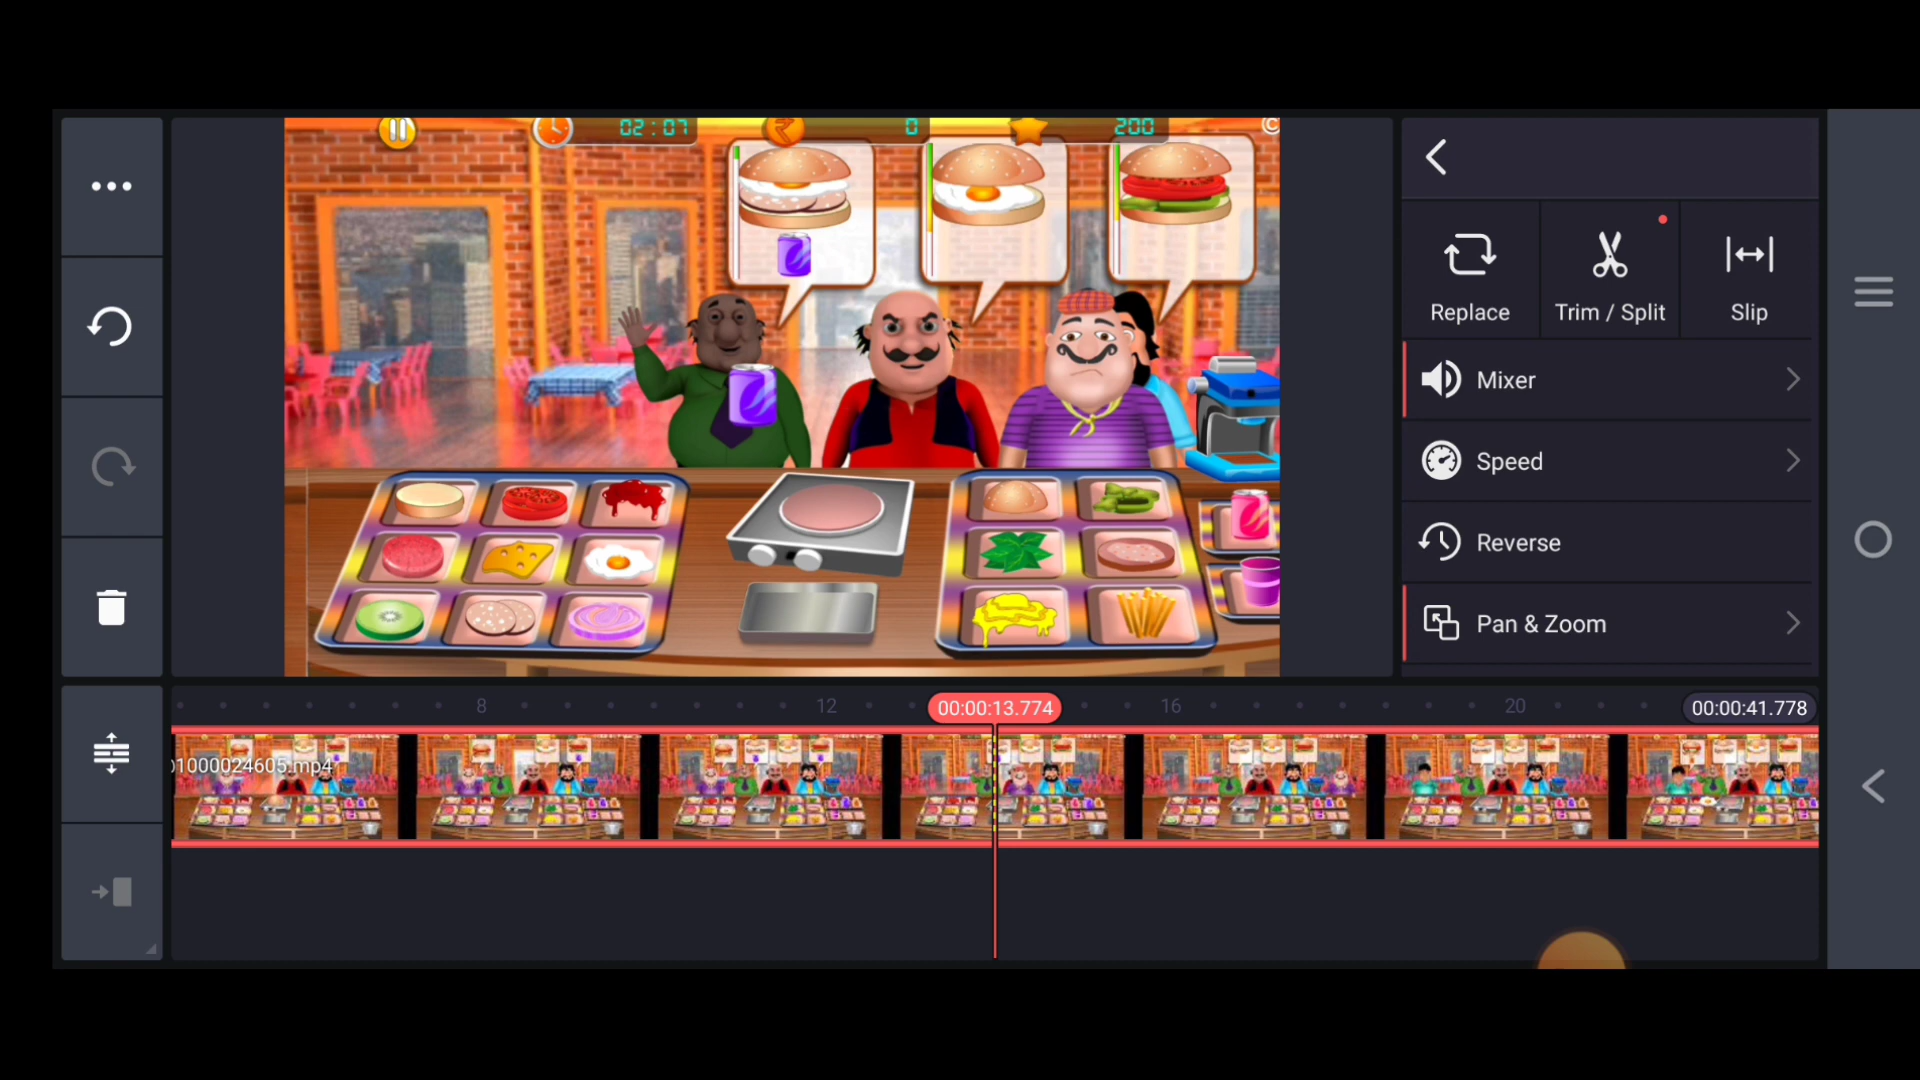 02:07
0
200
©
Replace
Trim / Split
Slip
Mixer
Speed
Reverse
Pan & Zoom
8
12
00:00:13.774
16
20
00:00:41.778
01000024605.mp4